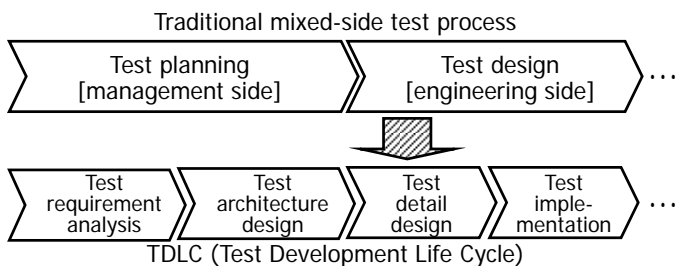 Traditional mixed-side test process
Test planning
[management side]
Test design
[engineering side]
...
Test
requirement
analysis
Test
architecture
design
Test
detail
design
Test
imple-
mentation
...
TDLC (Test Development Life Cycle)